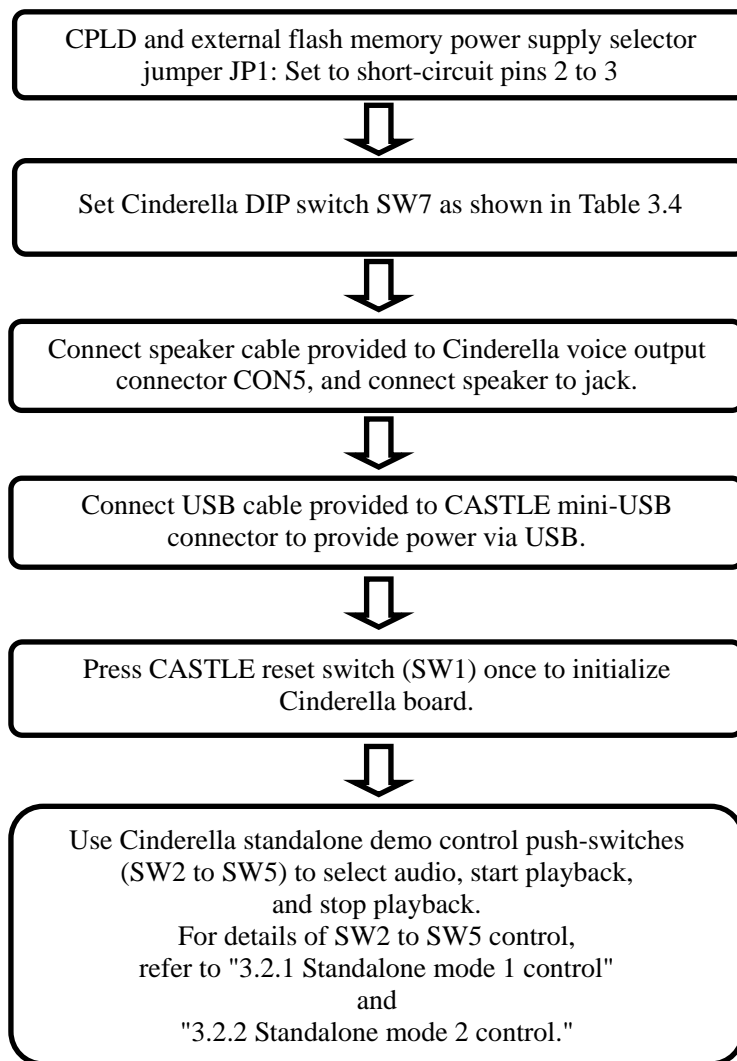 CPLD and external flash memory power supply selector
jumper JP1: Set to short-circuit pins 2 to 3
Set Cinderella DIP switch SW7 as shown in Table 3.4
Connect speaker cable provided to Cinderella voice output
connector CON5, and connect speaker to jack.
Connect USB cable provided to CASTLE mini-USB
connector to provide power via USB.
Press CASTLE reset switch (SW1) once to initialize
Cinderella board.
Use Cinderella standalone demo control push-switches
(SW2 to SW5) to select audio, start playback,
and stop playback.
For details of SW2 to SW5 control,
refer to "3.2.1 Standalone mode 1 control"
and
"3.2.2 Standalone mode 2 control."